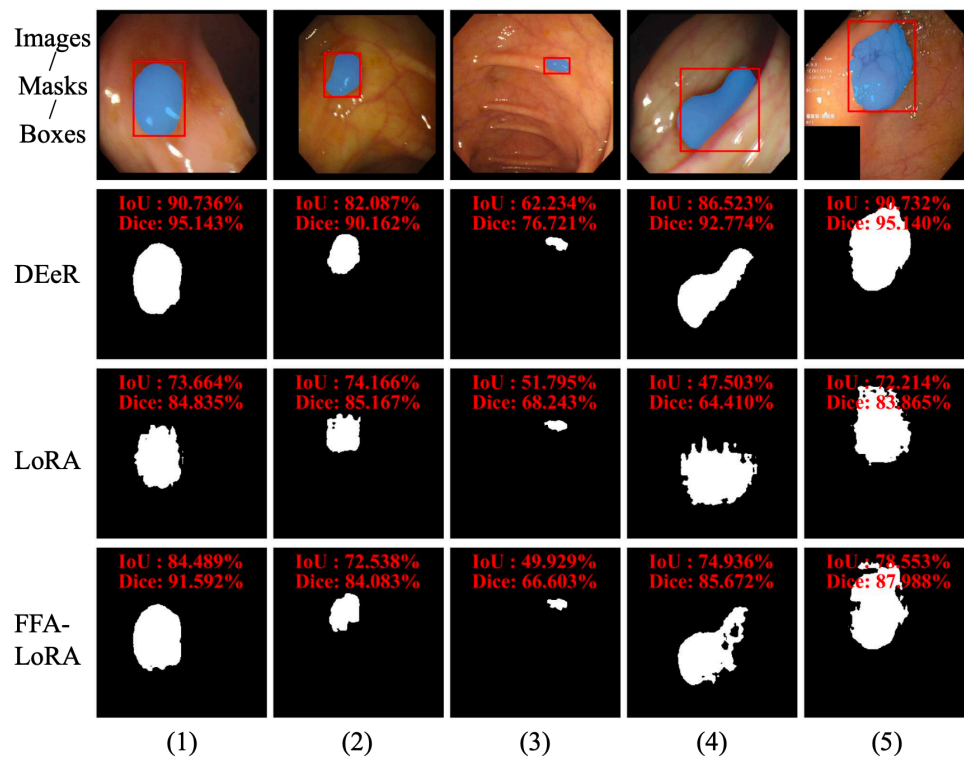 Images
Masks
Boxes
DEeR
IoU : 90.736%
Dice: 95.143%
IoU : 82.087%
Dice: 90.162%
IoU : 62.234%
Dice: 76.721%
IoU : 86.523%
Dice: 92.774%
IoU : 90.732%
Dice: 95.140%
LoRA
IoU : 73.664%
Dice: 84.835%
IoU : 74.166%
Dice: 85.167%
IoU : 51.795%
Dice: 68.243%
IoU : 47.503%
Dice: 64.410%
IoU : 72.214%
Dice: 83.865%
FFA-
LoRA
IoU : 84.489%
Dice: 91.592%
IoU : 72.538%
Dice: 84.083%
IoU : 49.929%
Dice: 66.603%
IoU : 74.936%
Dice: 85.672%
IoU : 78.553%
Dice: 87.988%
(1)
(2)
(3)
(4)
(5)